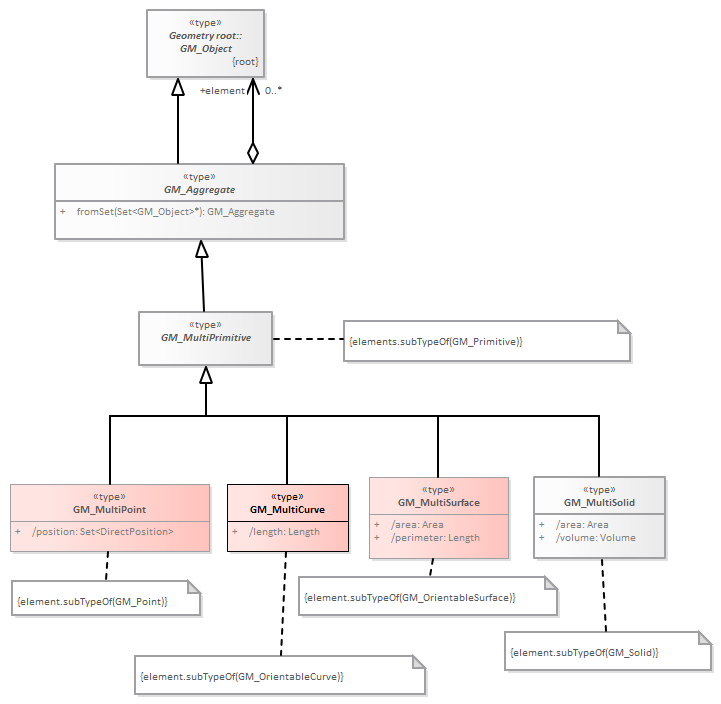 «type»
Geometry root::
GM_Object
{root}
+element
0..*
«type»
GM_Aggregate
+ fromSet(Set<GM_Object>*): GM_Aggregate
«type»
GM_MultiPrimitive
{elements.subTypeOf(GM_Primitive)}
«type»
GM_MultiPoint
+ /position: Set<DirectPosition>
«type»
GM_MultiCurve
+ /length: Length
«type»
GM_MultiSurface
+ /area: Area
+ /perimeter: Length
«type»
GM_MultiSolid
+ /area: Area
+ /volume: Volume
{element.subTypeOf(GM_Point)}
{element.subTypeOf(GM_OrientableSurface)}
{element.subTypeOf(GM_Solid)}
{element.subTypeOf(GM_OrientableCurve)}